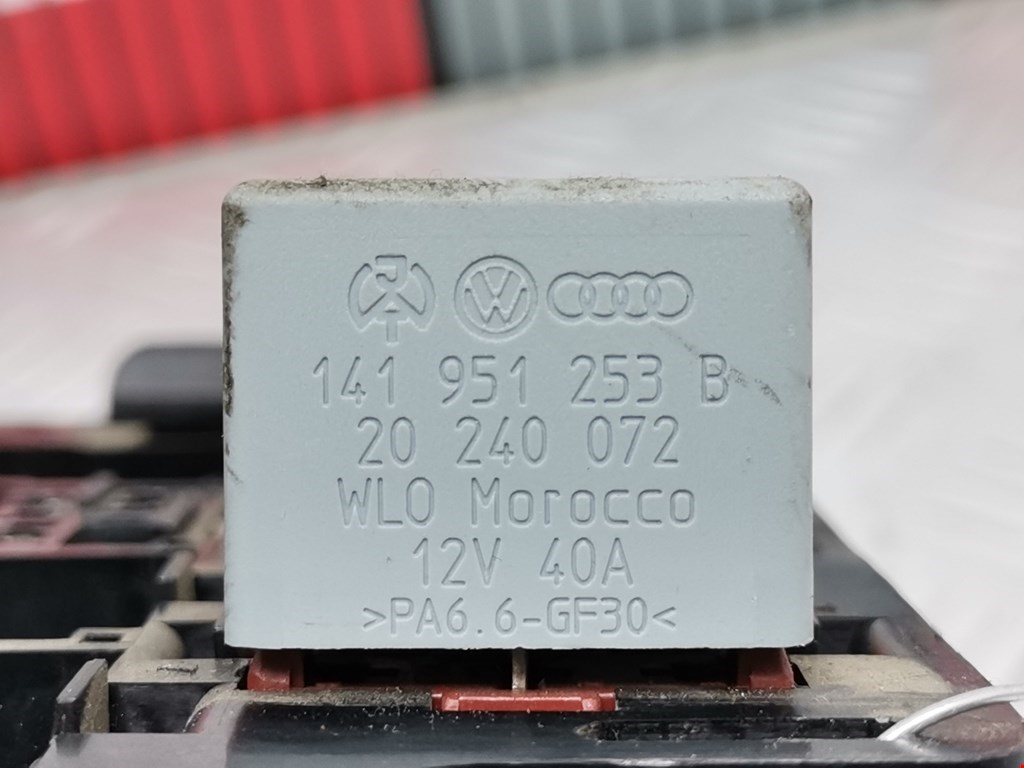 141 951 253 B
20 240 072
WLO Morocco
12V 40A
>PA6.6-GF30<